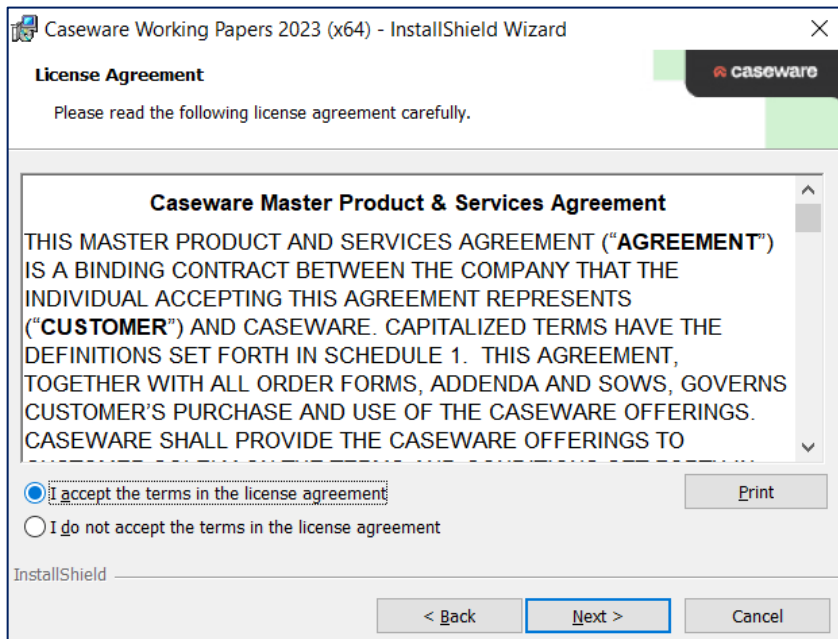 Caseware Working Papers 2023 (x64) - InstallShield Wizard
License Agreement
caseware
Please read the following license agreement carefully.
Caseware Master Product & Services Agreement
THIS MASTER PRODUCT AND SERVICES AGREEMENT (“AGREEMENT”)
IS A BINDING CONTRACT BETWEEN THE COMPANY THAT THE
INDIVIDUAL ACCEPTING THIS AGREEMENT REPRESENTS
(“CUSTOMER”) AND CASEWARE. CAPITALIZED TERMS HAVE THE
DEFINITIONS SET FORTH IN SCHEDULE 1.  THIS AGREEMENT,
TOGETHER WITH ALL ORDER FORMS, ADDENDA AND SOWS, GOVERNS
CUSTOMER’S PURCHASE AND USE OF THE CASEWARE OFFERINGS.
CASEWARE SHALL PROVIDE THE CASEWARE OFFERINGS TO
I accept the terms in the license agreement
Print
I do not accept the terms in the license agreement
InstallShield
< Back
Next >
Cancel